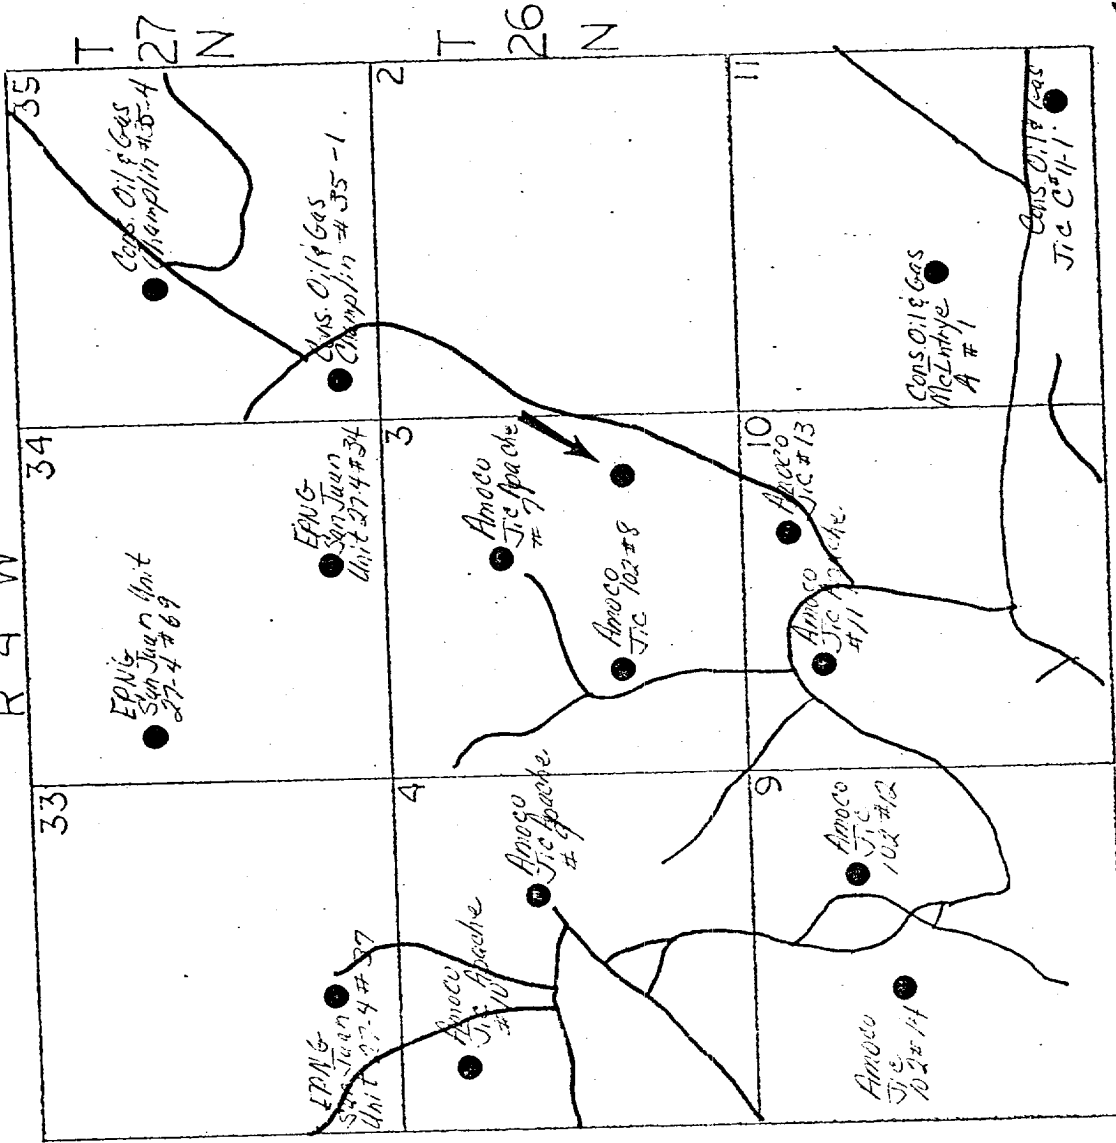 R 4 W
T
27
N
T
26
N
33
34
35
4
3
2
9
10
11
EPNG
San Juan
Unit 27-4 #37
EPNG
San Juan Unit
27-4 #69
EPNG
San Juan
Unit 27-4 #34
Cons. Oil & Gas
Champlin #35-4
Cons. Oil & Gas
Champlin #35-1
Amoco
Jic Apache
#10
Amoco
Jic Apache
#9
Amoco
Jic Apache
#7
Amoco
Jic 102 #8
Amoco
Jic
102 #14
Amoco
Jic
102 #12
Amoco
Jic Apache
#11
Amoco
Jic #13
Cons. Oil & Gas
McLntrye
A #1
Cons. Oil & Gas
Jic C #11-1